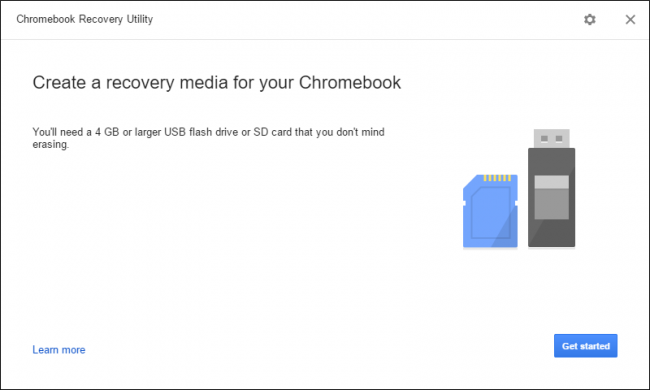 Chromebook Recovery Utility
Create a recovery media for your Chromebook
You'll need a 4 GB or larger USB flash drive or SD card that you don't mind
erasing.
Learn more
Get started